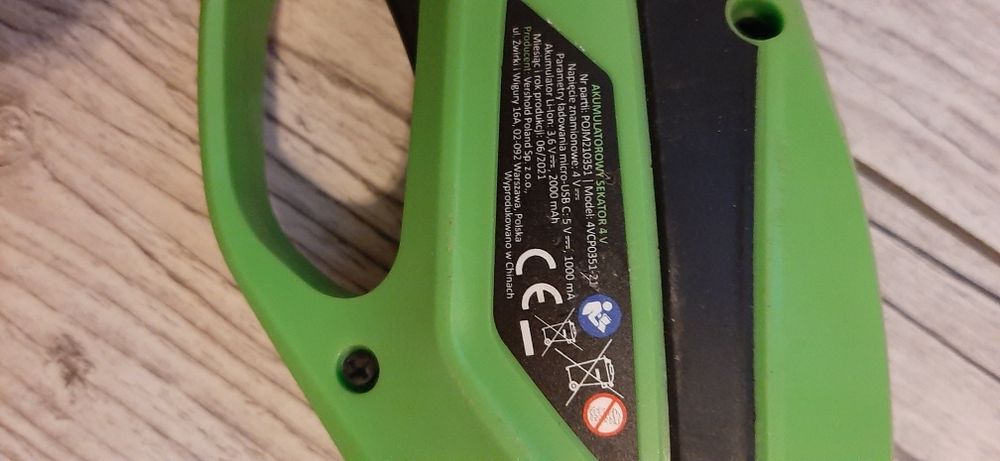 AKUMULATOROWY SEKATOR 4 V
Nr partii: POJM210351 | Model: 4VCP0351-21
Napięcie znamionowe: 4 V
Parametry ładowania micro-USB C: 5 V, 1000 mA
Akumulator Li-Ion: 3,6 V, 2000 mAh
Miesiąc i rok produkcji: 06/2021
Producent: Vershold Poland Sp. z o.o.,
ul. Żwirki i Wigury 16A, 02-092 Warszawa, Polska
Wyprodukowano w Chinach
CE